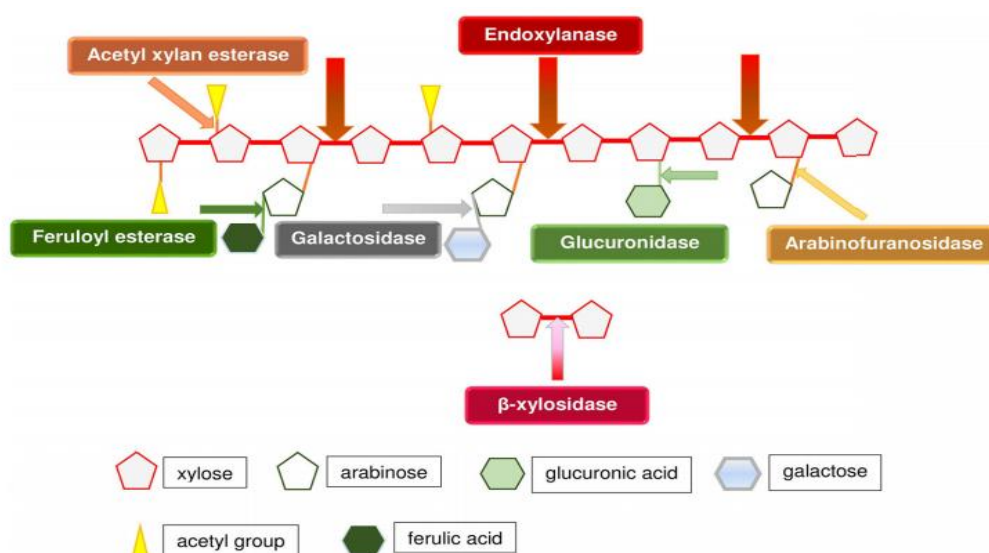 Endoxylanase
Acetyl xylan esterase
Feruloyl esterase
Galactosidase
Glucuronidase
Arabinofuranosidase
β-xylosidase
xylose
arabinose
glucuronic acid
galactose
acetyl group
ferulic acid